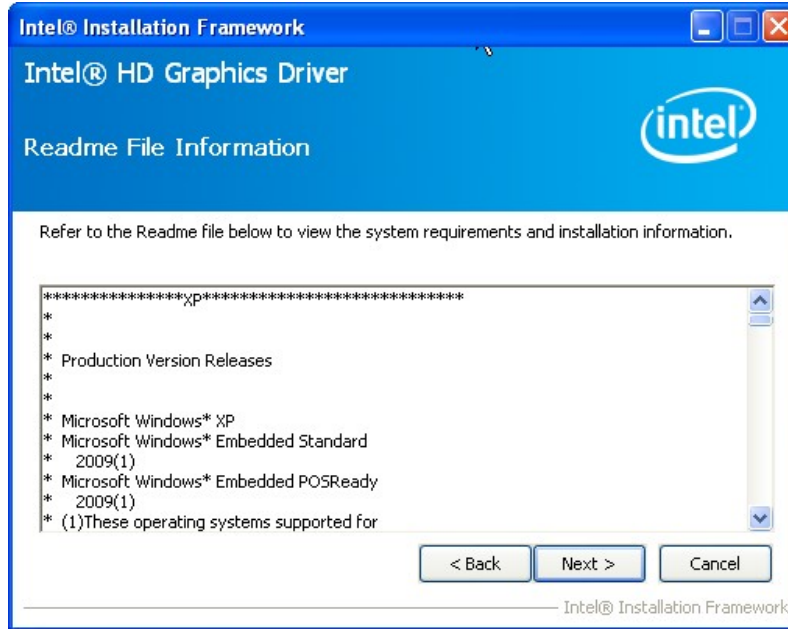 Intel® Installation Framework
Intel® HD Graphics Driver
intel
Readme File Information
Refer to the Readme file below to view the system requirements and installation information.
***************XP****************************
*
*
* Production Version Releases
*
*
* Microsoft Windows* XP
* Microsoft Windows* Embedded Standard
* 2009(1)
* Microsoft Windows* Embedded POSReady
* 2009(1)
* (1)These operating systems supported for
< Back
Next >
Cancel
Intel® Installation Framework